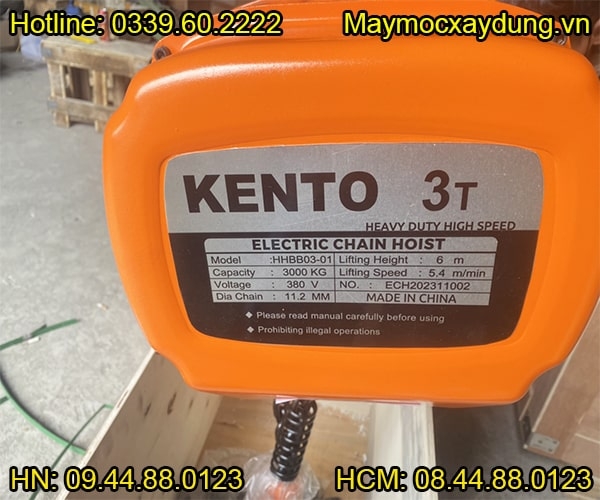 Hotline: 0339.60.2222 Maymocxaydung.vn
KENTO 3T
HEAVY DUTY HIGH SPEED
ELECTRIC CHAIN HOIST
Model :HHBB03-01 Lifting Height : 6 m
Capacity : 3000 KG Lifting Speed : 5.4 m/min
Voltage : 380 V NO. : ECH202311002
Dia Chain : 11.2 MM MADE IN CHINA
◆ Please read manual carefully before using
◆ Prohibiting illegal operations
HN: 09.44.88.0123 HCM: 08.44.88.0123